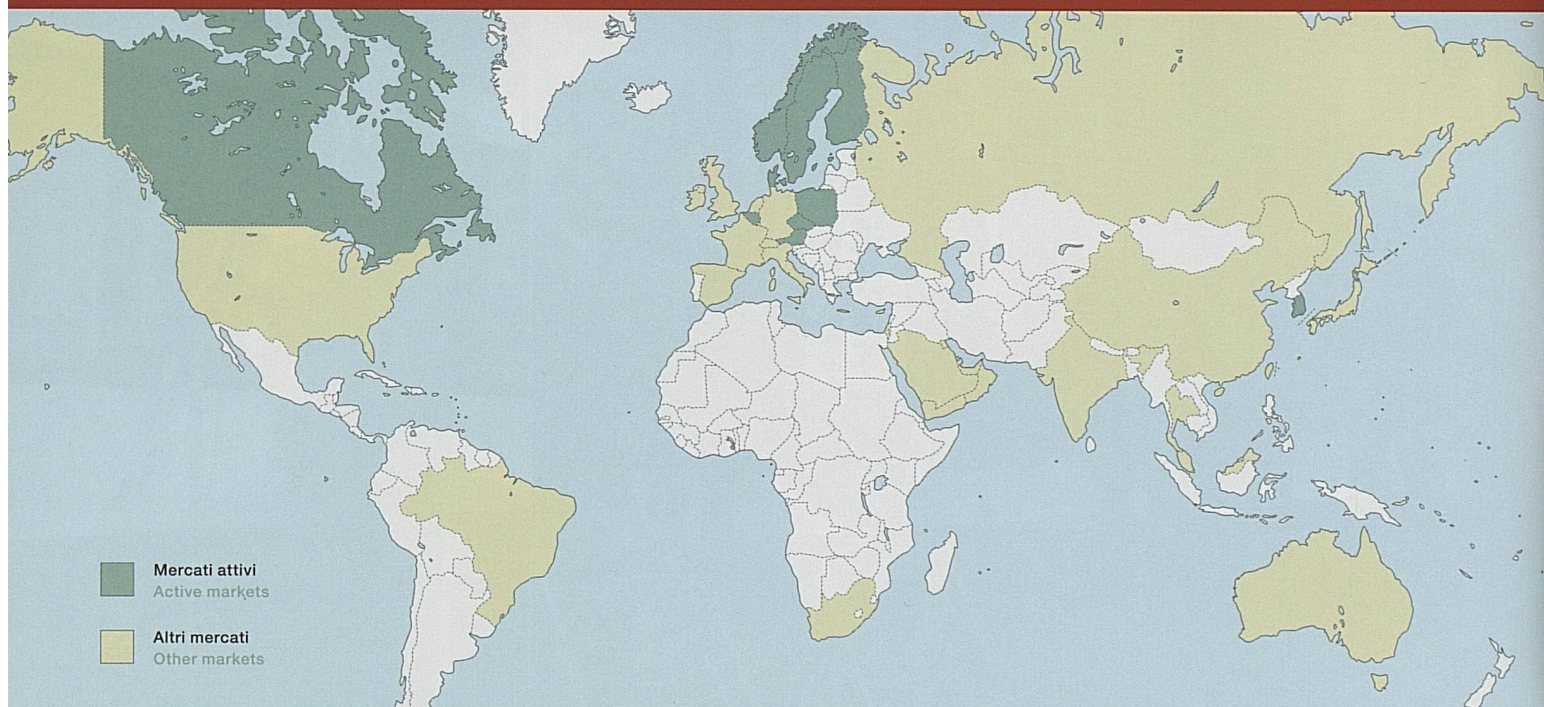 Mercati attivi
Active markets
Altri mercati
Other markets